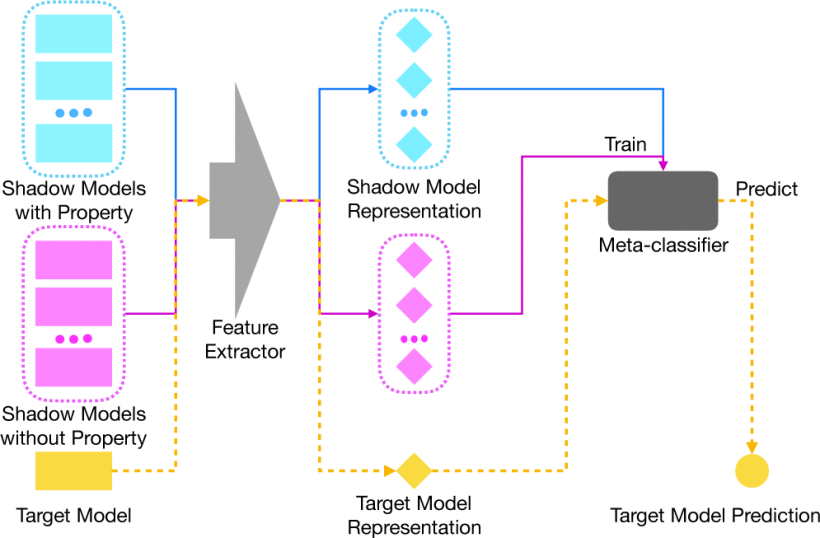 Shadow Models
with Property
Shadow Models
without Property
Target Model
Feature
Extractor
Shadow Model
Representation
Target Model
Representation
Train
Meta-classifier
Predict
Target Model Prediction